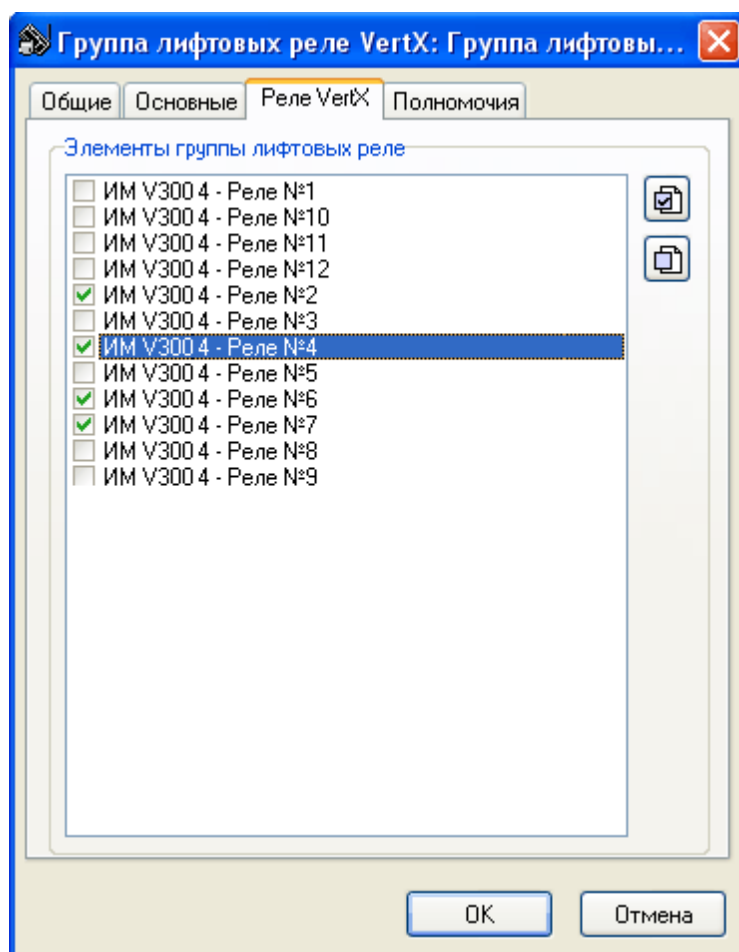 Группа лифтовых реле VertX: Группа лифтовы...
Общие Основные Реле VertX Полномочия
Элементы группы лифтовых реле
ИМ V300 4 - Реле №1
ИМ V300 4 - Реле №10
ИМ V300 4 - Реле №11
ИМ V300 4 - Реле №12
ИМ V300 4 - Реле №2
ИМ V300 4 - Реле №3
ИМ V300 4 - Реле №4
ИМ V300 4 - Реле №5
ИМ V300 4 - Реле №6
ИМ V300 4 - Реле №7
ИМ V300 4 - Реле №8
ИМ V300 4 - Реле №9
OK Отмена